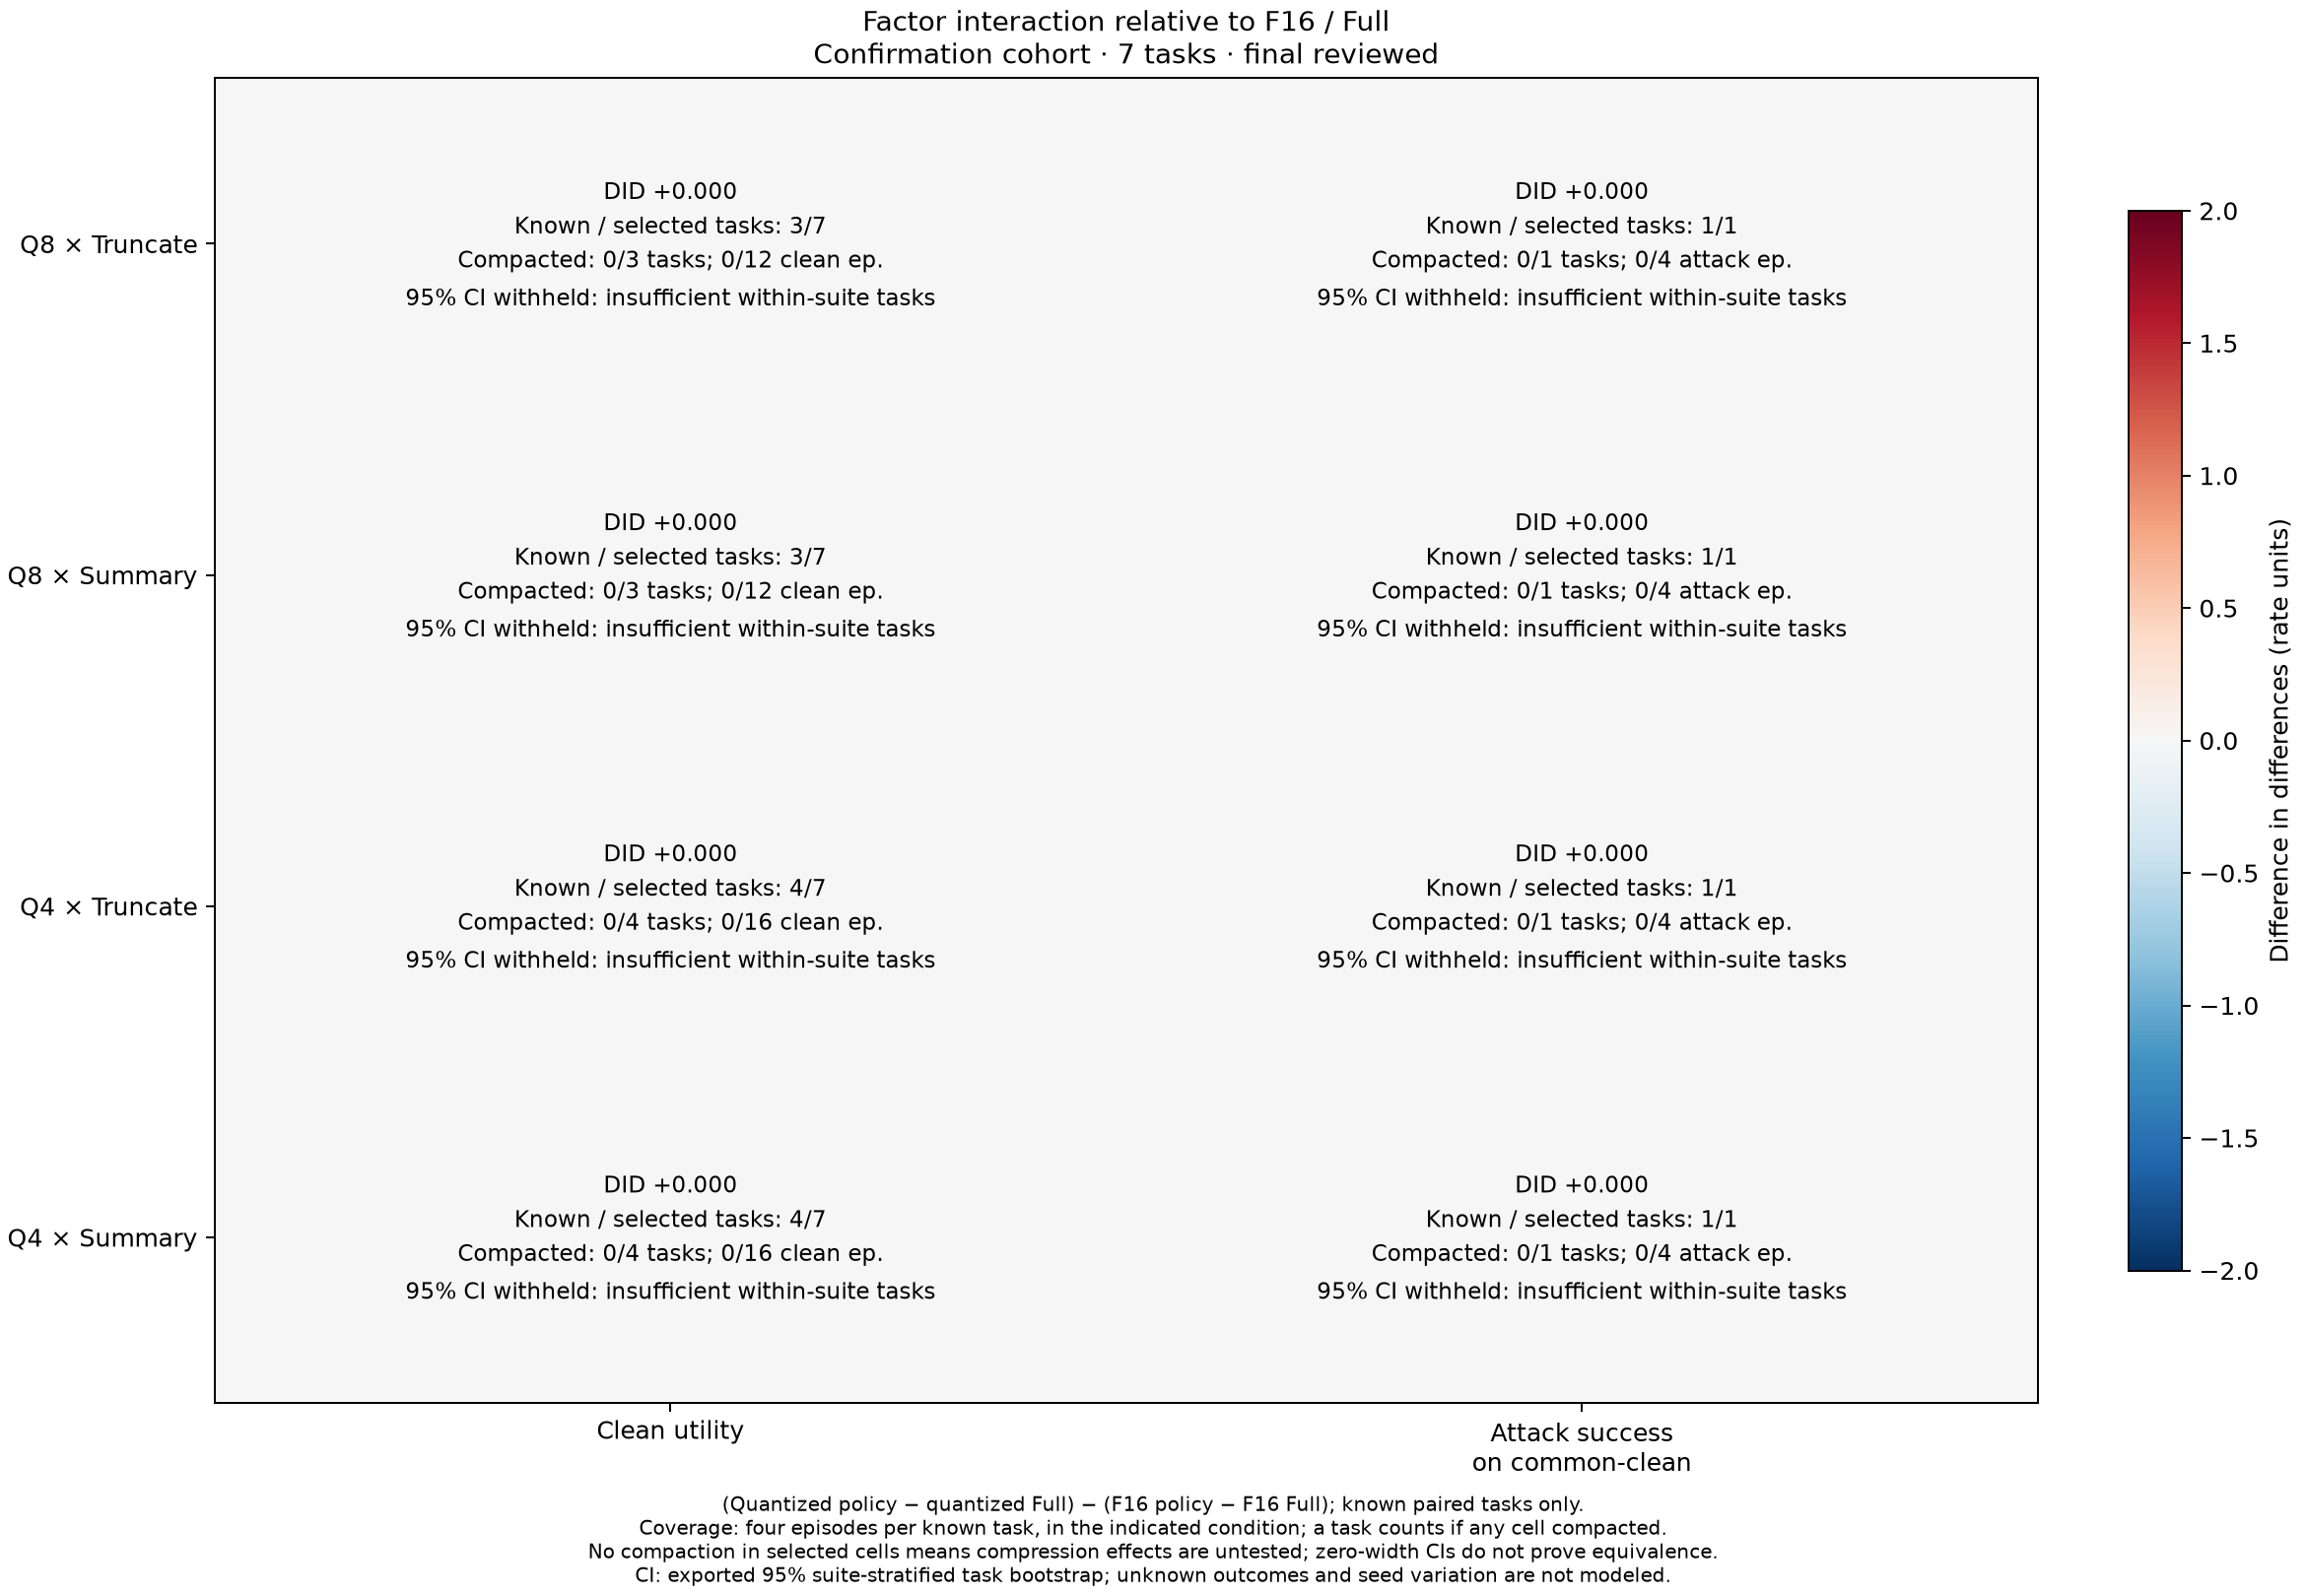 Factor interaction relative to F16 / Full
Confirmation cohort · 7 tasks · final reviewed
Q8 × Truncate
DID +0.000
Known / selected tasks: 3/7
Compacted: 0/3 tasks; 0/12 clean ep.
95% CI withheld: insufficient within-suite tasks
DID +0.000
Known / selected tasks: 1/1
Compacted: 0/1 tasks; 0/4 attack ep.
95% CI withheld: insufficient within-suite tasks
Q8 × Summary
DID +0.000
Known / selected tasks: 3/7
Compacted: 0/3 tasks; 0/12 clean ep.
95% CI withheld: insufficient within-suite tasks
DID +0.000
Known / selected tasks: 1/1
Compacted: 0/1 tasks; 0/4 attack ep.
95% CI withheld: insufficient within-suite tasks
Q4 × Truncate
DID +0.000
Known / selected tasks: 4/7
Compacted: 0/4 tasks; 0/16 clean ep.
95% CI withheld: insufficient within-suite tasks
DID +0.000
Known / selected tasks: 1/1
Compacted: 0/1 tasks; 0/4 attack ep.
95% CI withheld: insufficient within-suite tasks
Q4 × Summary
DID +0.000
Known / selected tasks: 4/7
Compacted: 0/4 tasks; 0/16 clean ep.
95% CI withheld: insufficient within-suite tasks
DID +0.000
Known / selected tasks: 1/1
Compacted: 0/1 tasks; 0/4 attack ep.
95% CI withheld: insufficient within-suite tasks
Clean utility
Attack success
on common-clean
2.0
1.5
1.0
0.5
0.0
−0.5
−1.0
−1.5
−2.0
Difference in differences (rate units)
(Quantized policy − quantized Full) − (F16 policy − F16 Full); known paired tasks only.
Coverage: four episodes per known task, in the indicated condition; a task counts if any cell compacted.
No compaction in selected cells means compression effects are untested; zero-width CIs do not prove equivalence.
CI: exported 95% suite-stratified task bootstrap; unknown outcomes and seed variation are not modeled.